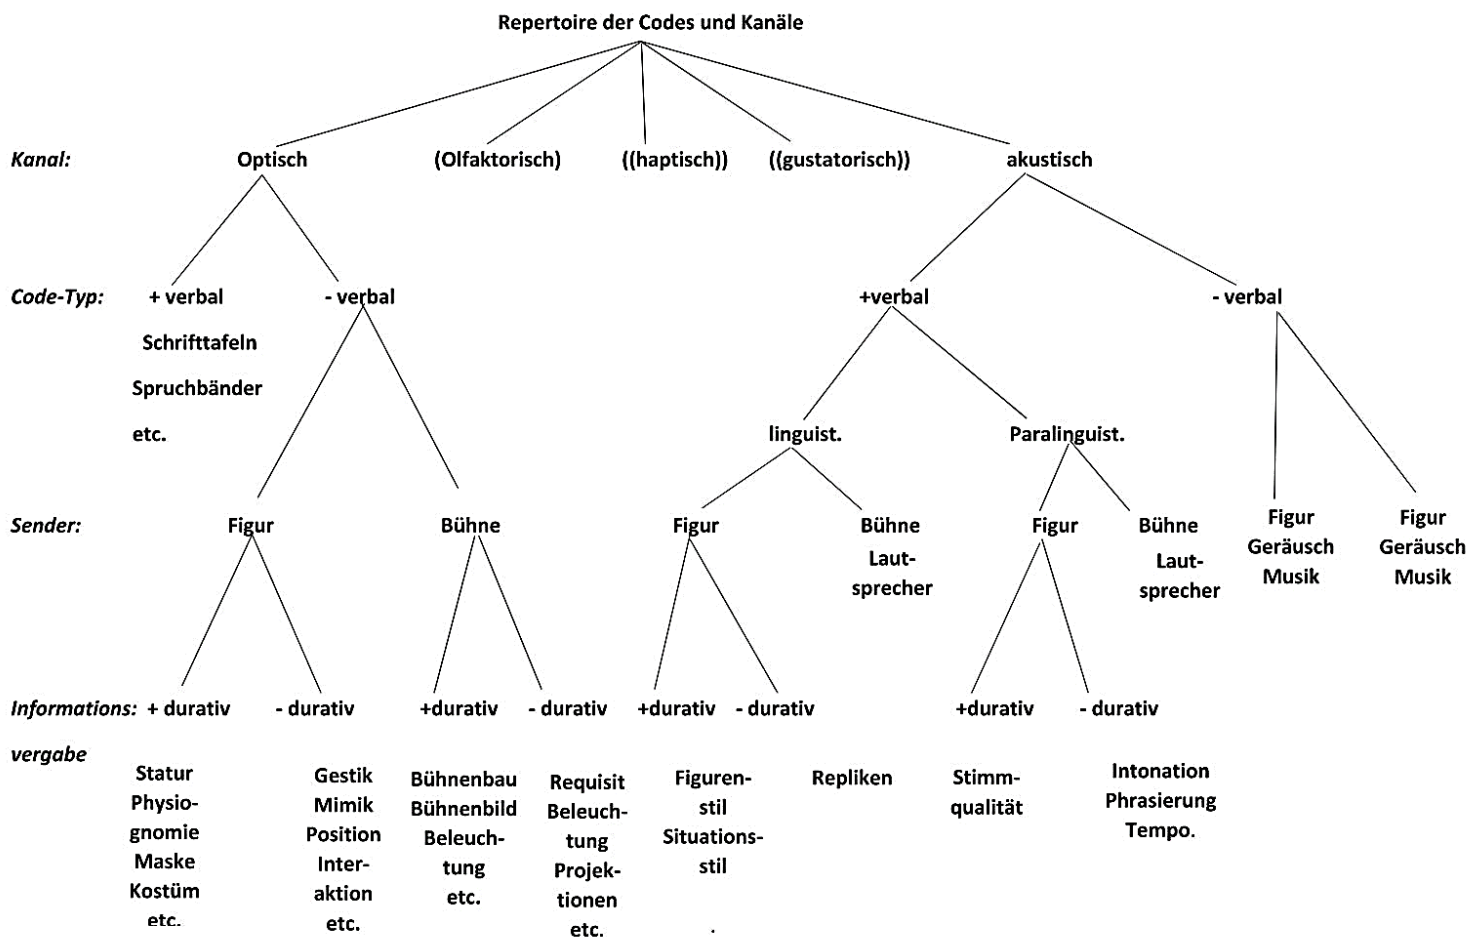 Repertoire der Codes und Kanäle
Kanal: Optisch (Olfaktorisch) ((haptisch)) ((gustatorisch)) akustisch
Code-Typ: + verbal - verbal +verbal - verbal
Schrifttafeln
Spruchbänder
etc.
linguist. Paralinguist.
Sender: Figur Bühne Figur Bühne Figur Bühne Figur Figur
Laut- Laut- Geräusch Geräusch
sprecher sprecher Musik Musik
Informations: + durativ - durativ +durativ - durativ +durativ - durativ +durativ - durativ
vergabe
Statur Gestik Bühnenbau Requisit Figuren- Repliken Stimm- Intonation
Physio- Mimik Bühnenbild Beleuch- stil qualität Phrasierung
gnomie Position Beleuch- tung Situations- Tempo.
Maske Inter- tung Projek- stil
Kostüm aktion etc. tionen
etc. etc. etc. .